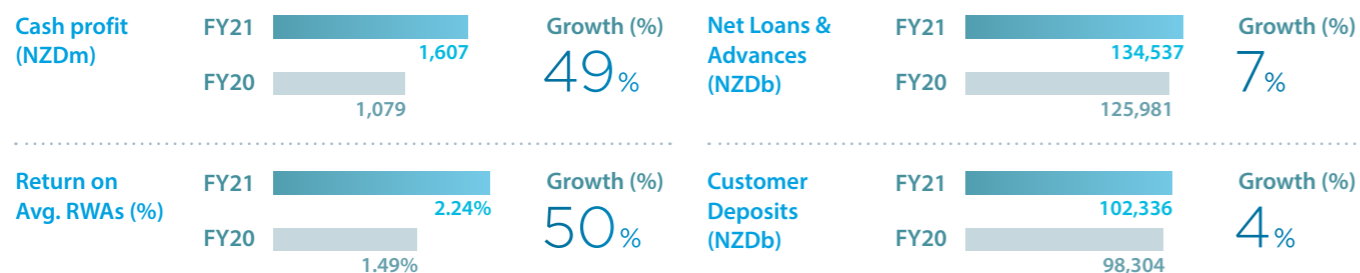 Cash profit
(NZDm)
FY21
1,607
FY20
1,079
Growth (%)
49%
Net Loans &
Advances
(NZDb)
FY21
134,537
FY20
125,981
Growth (%)
7%
Return on
Avg. RWAs (%)
FY21
2.24%
FY20
1.49%
Growth (%)
50%
Customer
Deposits
(NZDb)
FY21
102,336
FY20
98,304
Growth (%)
4%